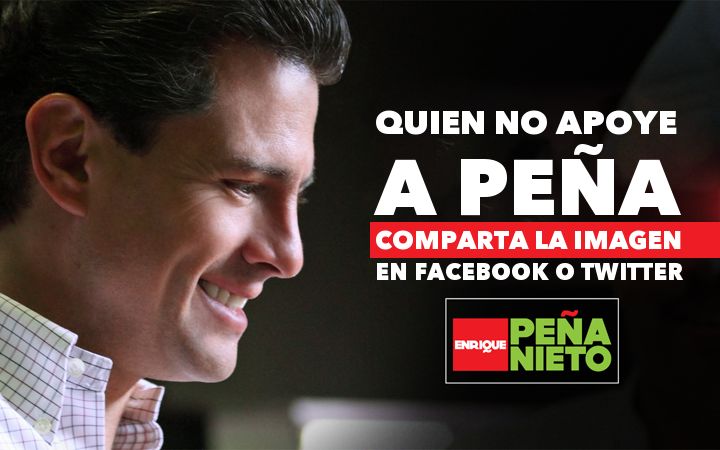 QUIEN NO APOYE
A PEÑA
COMPARTA LA IMAGEN
EN FACEBOOK O TWITTER
ENRIQUE
PEÑA
NIETO